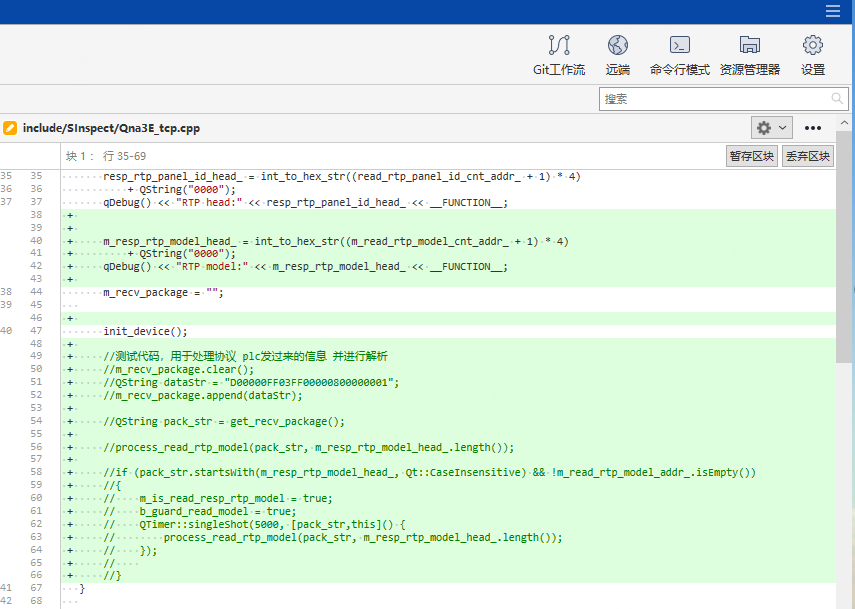 Git工作流 远端 命令行模式 资源管理器 设置
搜索
include/SInspect/Qna3E_tcp.cpp •••
块 1： 行 35-69 暂存区块 丢弃区块
35 35 resp_rtp_panel_id_head_ = int_to_hex_str((read_rtp_panel_id_cnt_addr_ + 1) * 4)
36 36 + QString("0000");
37 37 qDebug() << "RTP head:" << resp_rtp_panel_id_head_ << __FUNCTION__;
38 +
39 +
40 + m_resp_rtp_model_head_ = int_to_hex_str((m_read_rtp_model_cnt_addr_ + 1) * 4)
41 + + QString("0000");
42 + qDebug() << "RTP model:" << m_resp_rtp_model_head_ << __FUNCTION__;
43 +
38 44 m_recv_package = "";
39 45
46 +
40 47 init_device();
48 +
49 + //测试代码，用于处理协议 plc发过来的信息 并进行解析
50 + //m_recv_package.clear();
51 + //QString dataStr = "D00000FF03FF00000800000001";
52 + //m_recv_package.append(dataStr);
53 +
54 + //QString pack_str = get_recv_package();
55 +
56 + //process_read_rtp_model(pack_str, m_resp_rtp_model_head_.length());
57 +
58 + //if (pack_str.startsWith(m_resp_rtp_model_head_, Qt::CaseInsensitive) && !m_read_rtp_model_addr_.isEmpty())
59 + //{
60 + // m_is_read_resp_rtp_model = true;
61 + // b_guard_read_model = true;
62 + // QTimer::singleShot(5000, [pack_str,this]() {
63 + // process_read_rtp_model(pack_str, m_resp_rtp_model_head_.length());
64 + // });
65 + //
66 + //}
41 67 }
42 68